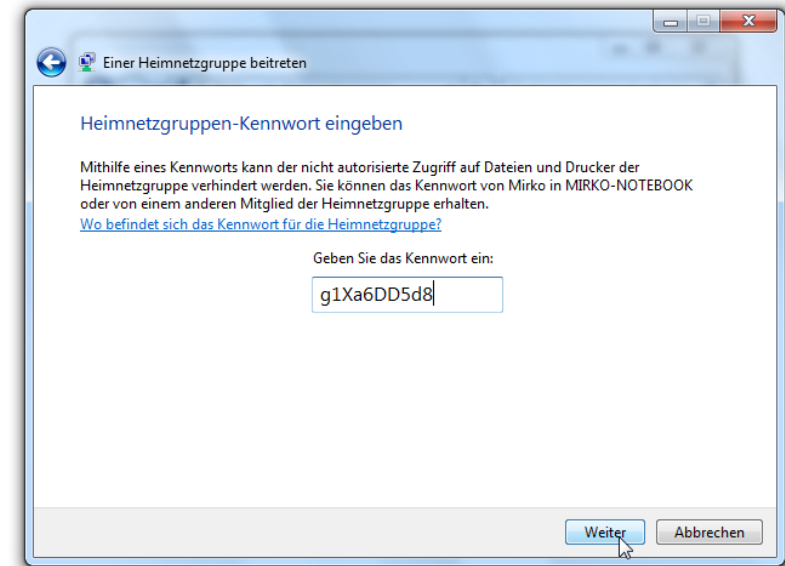 Einer Heimnetzgruppe beitreten
Heimnetzgruppen-Kennwort eingeben
Mithilfe eines Kennworts kann der nicht autorisierte Zugriff auf Dateien und Drucker der
Heimnetzgruppe verhindert werden. Sie können das Kennwort von Mirko in MIRKO-NOTEBOOK
oder von einem anderen Mitglied der Heimnetzgruppe erhalten.
Wo befindet sich das Kennwort für die Heimnetzgruppe?
Geben Sie das Kennwort ein:
g1Xa6DD5d8
Weiter Abbrechen